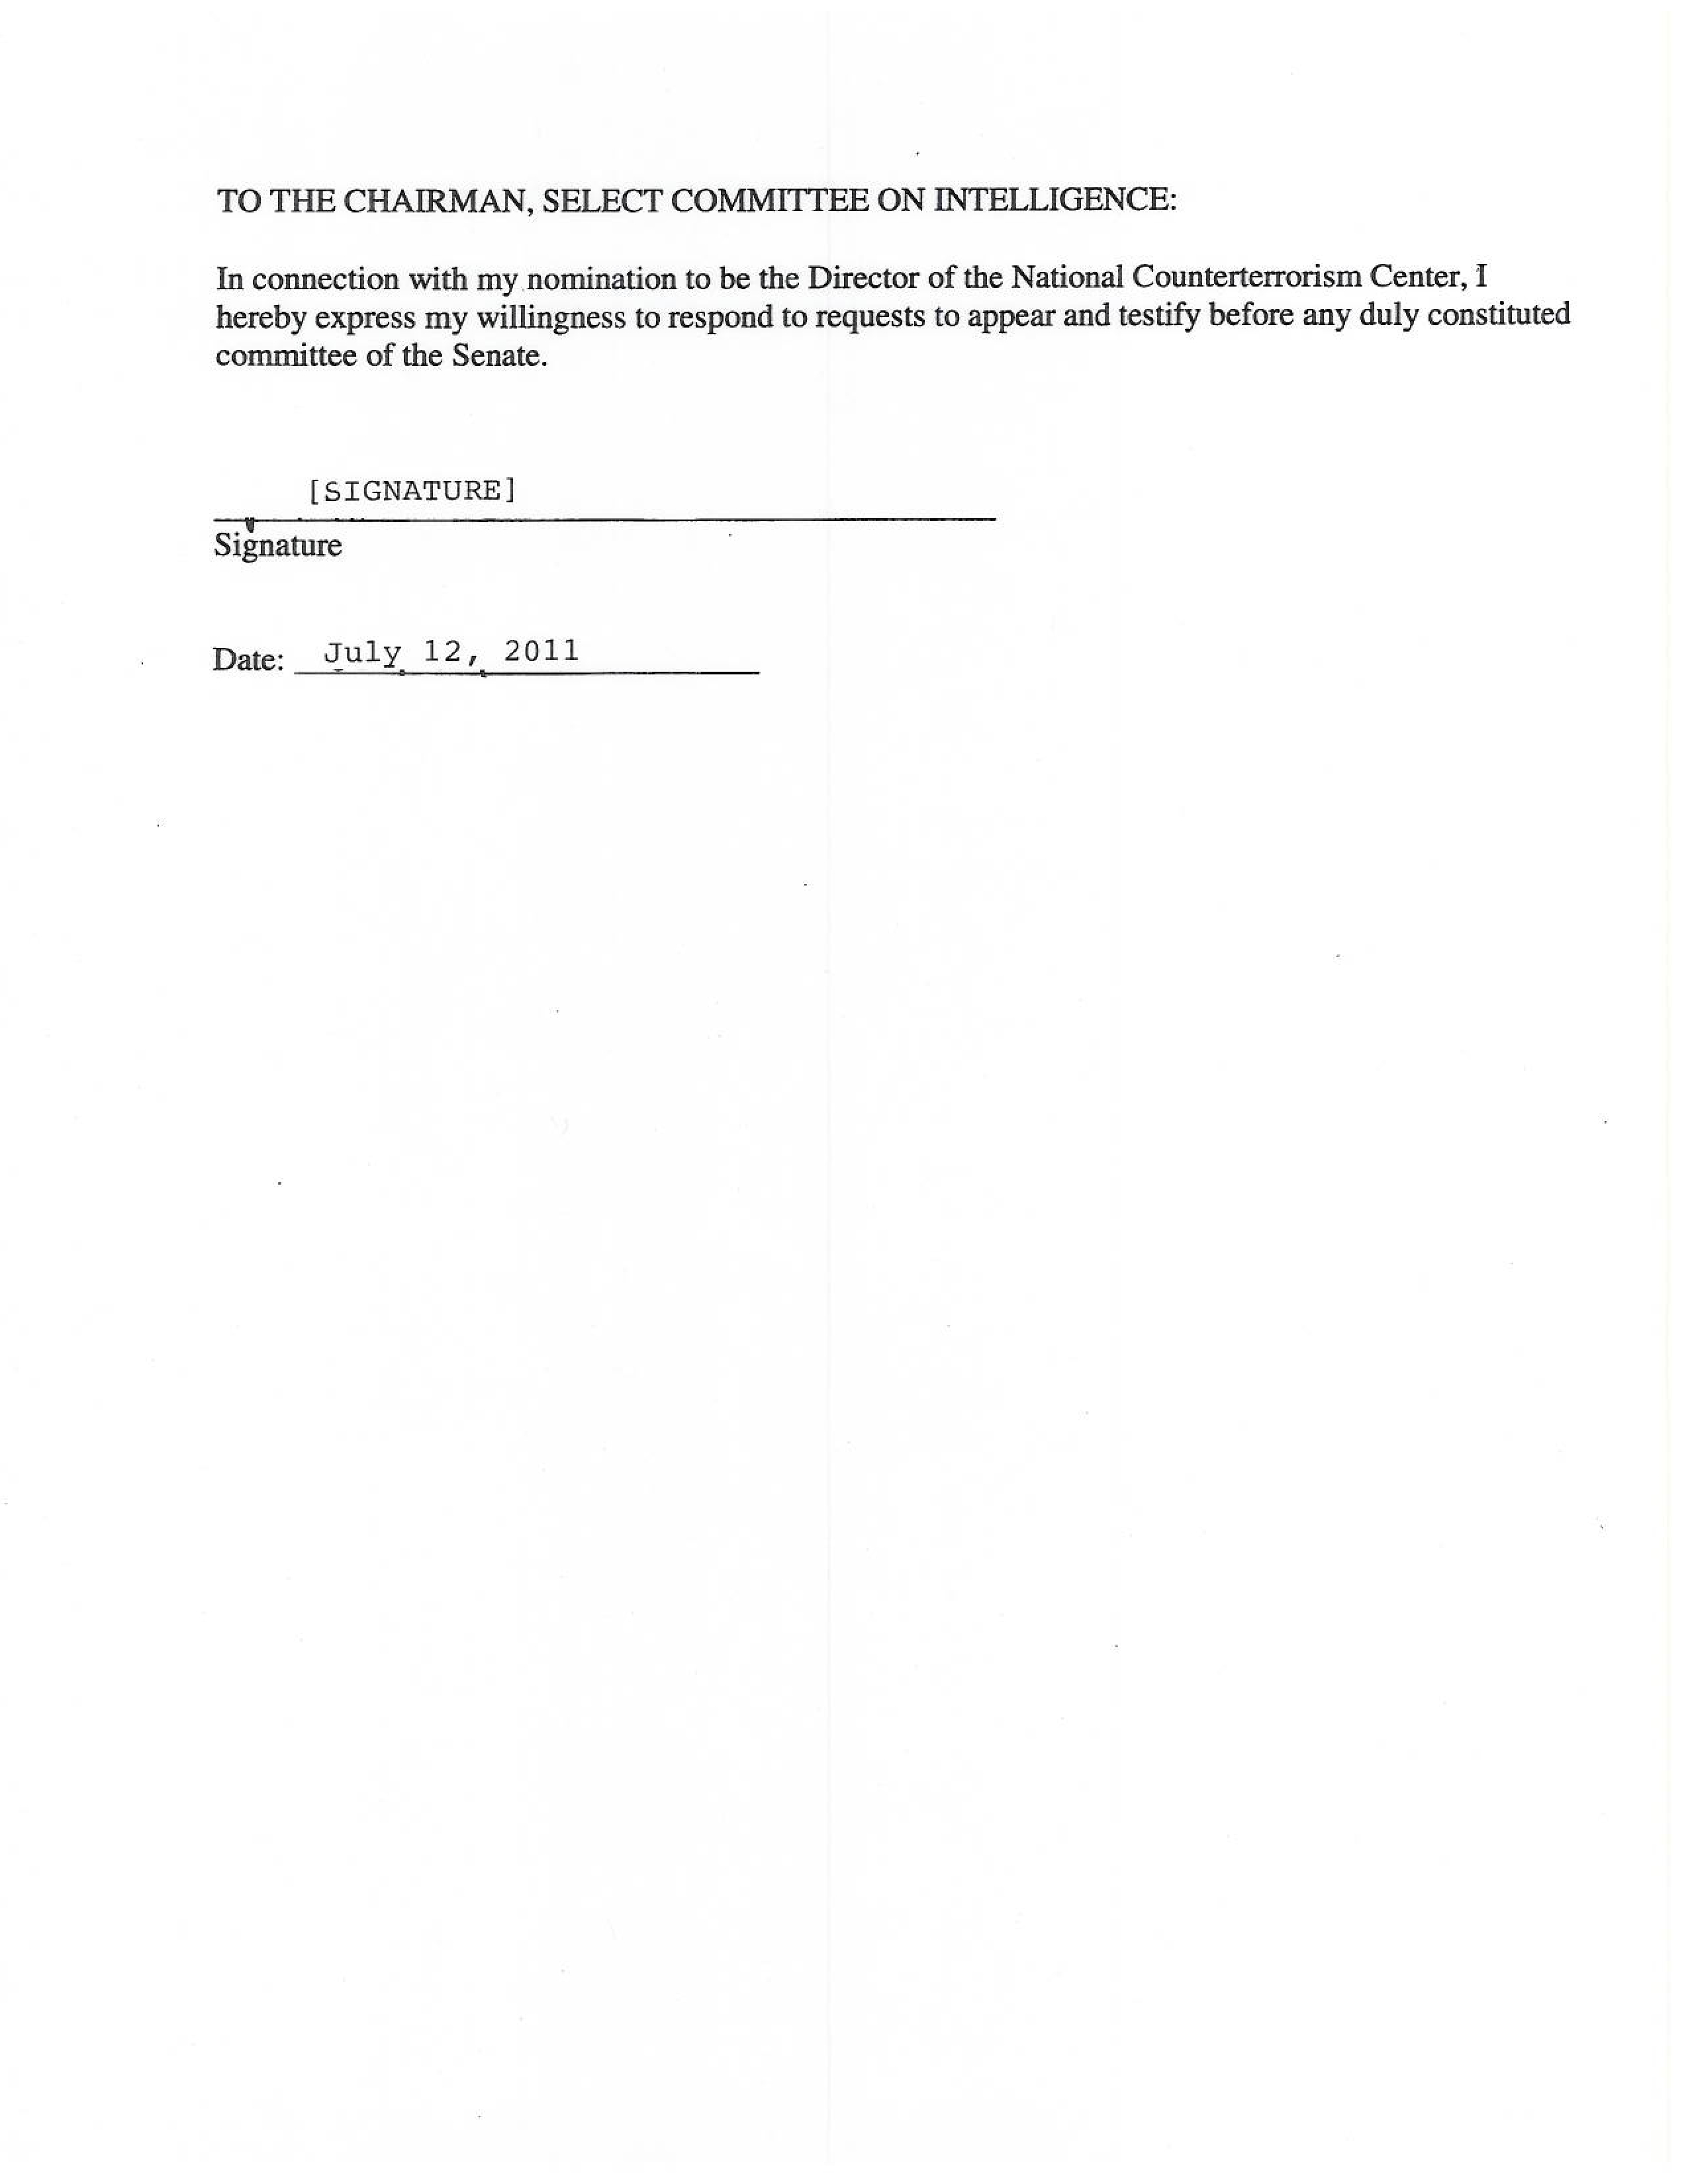 TO THE CHAIRMAN, SELECT COMMITTEE ON INTELLIGENCE:
In connection with my nomination to be the Director of the National Counterterrorism Center, I
hereby express my willingness to respond to requests to appear and testify before any duly constituted
committee of the Senate.
[SIGNATURE]
Signature
Date: July 12, 2011